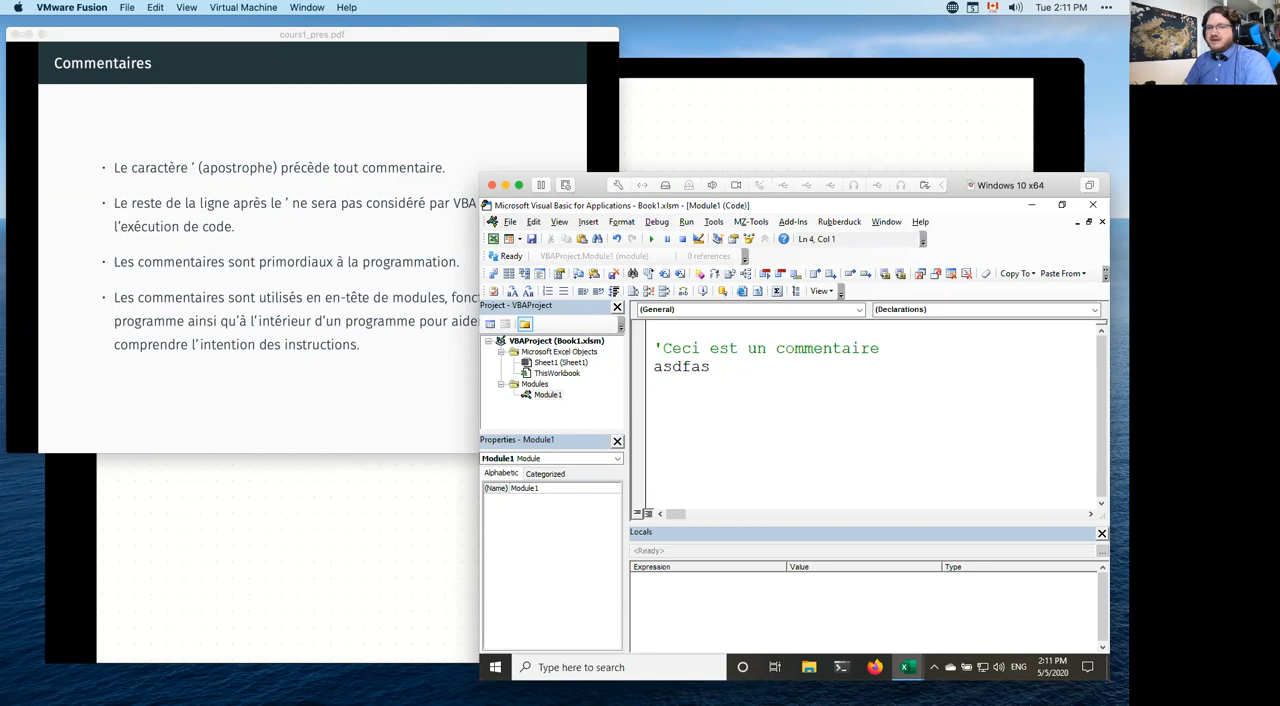 VMware Fusion File Edit View Virtual Machine Window Help
5
Tue 2:11 PM
cours1_pres.pdf
Commentaires
• Le caractère ’ (apostrophe) précède tout commentaire.
• Le reste de la ligne après le ’ ne sera pas considéré par VBA
l’exécution de code.
• Les commentaires sont primordiaux à la programmation.
• Les commentaires sont utilisés en en-tête de modules, fonc
programme ainsi qu’à l’intérieur d’un programme pour aide
comprendre l’intention des instructions.
Windows 10 x64
Microsoft Visual Basic for Applications - Book1.xlsm - [Module1 (Code)]
File Edit View Insert Format Debug Run Tools MZ-Tools Add-Ins Rubberduck Window Help
Ln 4, Col 1
Ready VBAProject.Module1 (module) 0 references
Copy To Paste From
View
Project - VBAProject
VBAProject (Book1.xlsm)
Microsoft Excel Objects
Sheet1 (Sheet1)
ThisWorkbook
Modules
Module1
Properties - Module1
Module1 Module
Alphabetic Categorized
(Name) Module1
(General) (Declarations)
'Ceci est un commentaire
asdfas
Locals
<Ready>
Expression Value Type
Type here to search
ENG
2:11 PM
5/5/2020